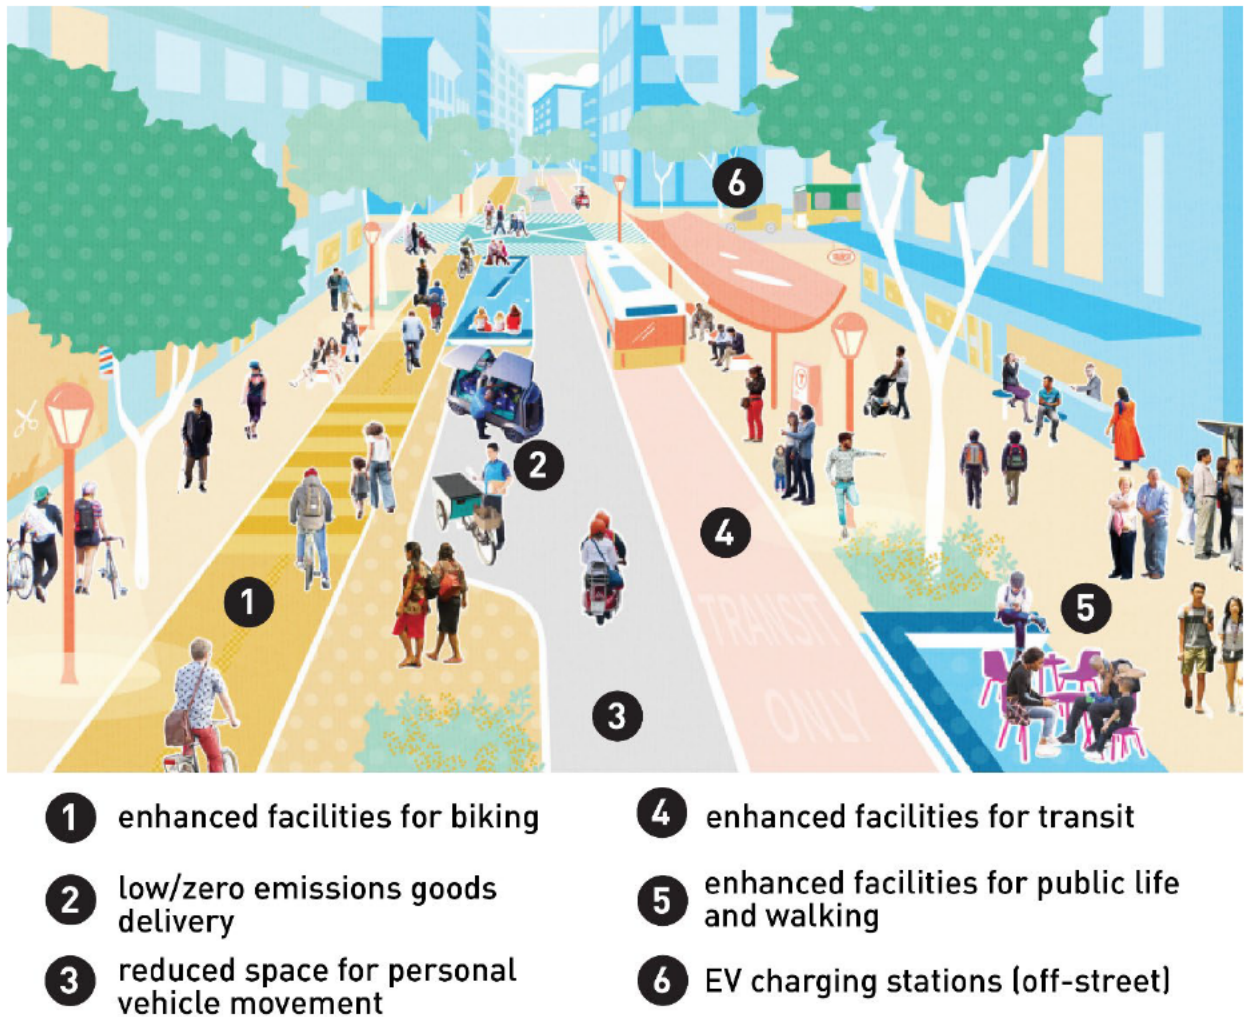 6
2
4
1
5
TRANSIT
3
ONLY
1 enhanced facilities for biking
2 low/zero emissions goods
delivery
3 reduced space for personal
vehicle movement
4 enhanced facilities for transit
5 enhanced facilities for public life
and walking
6 EV charging stations (off-street)